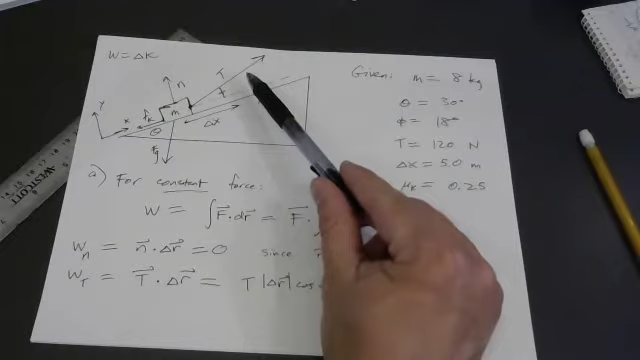 W = ΔK
Given: m = 8 kg
θ = 30°
ϕ = 18°
T = 120 N
Δx = 5.0 m
μk = 0.25
y
x
n
T
ϕ
fk
m
θ
Δx
Fg
WESTCOTT
a) For constant force:
W = ∫F⃗·dr⃗ = F⃗·
Wn = n⃗·Δr⃗ = 0 since
WT = T⃗·Δr⃗ = T|Δr⃗| cos